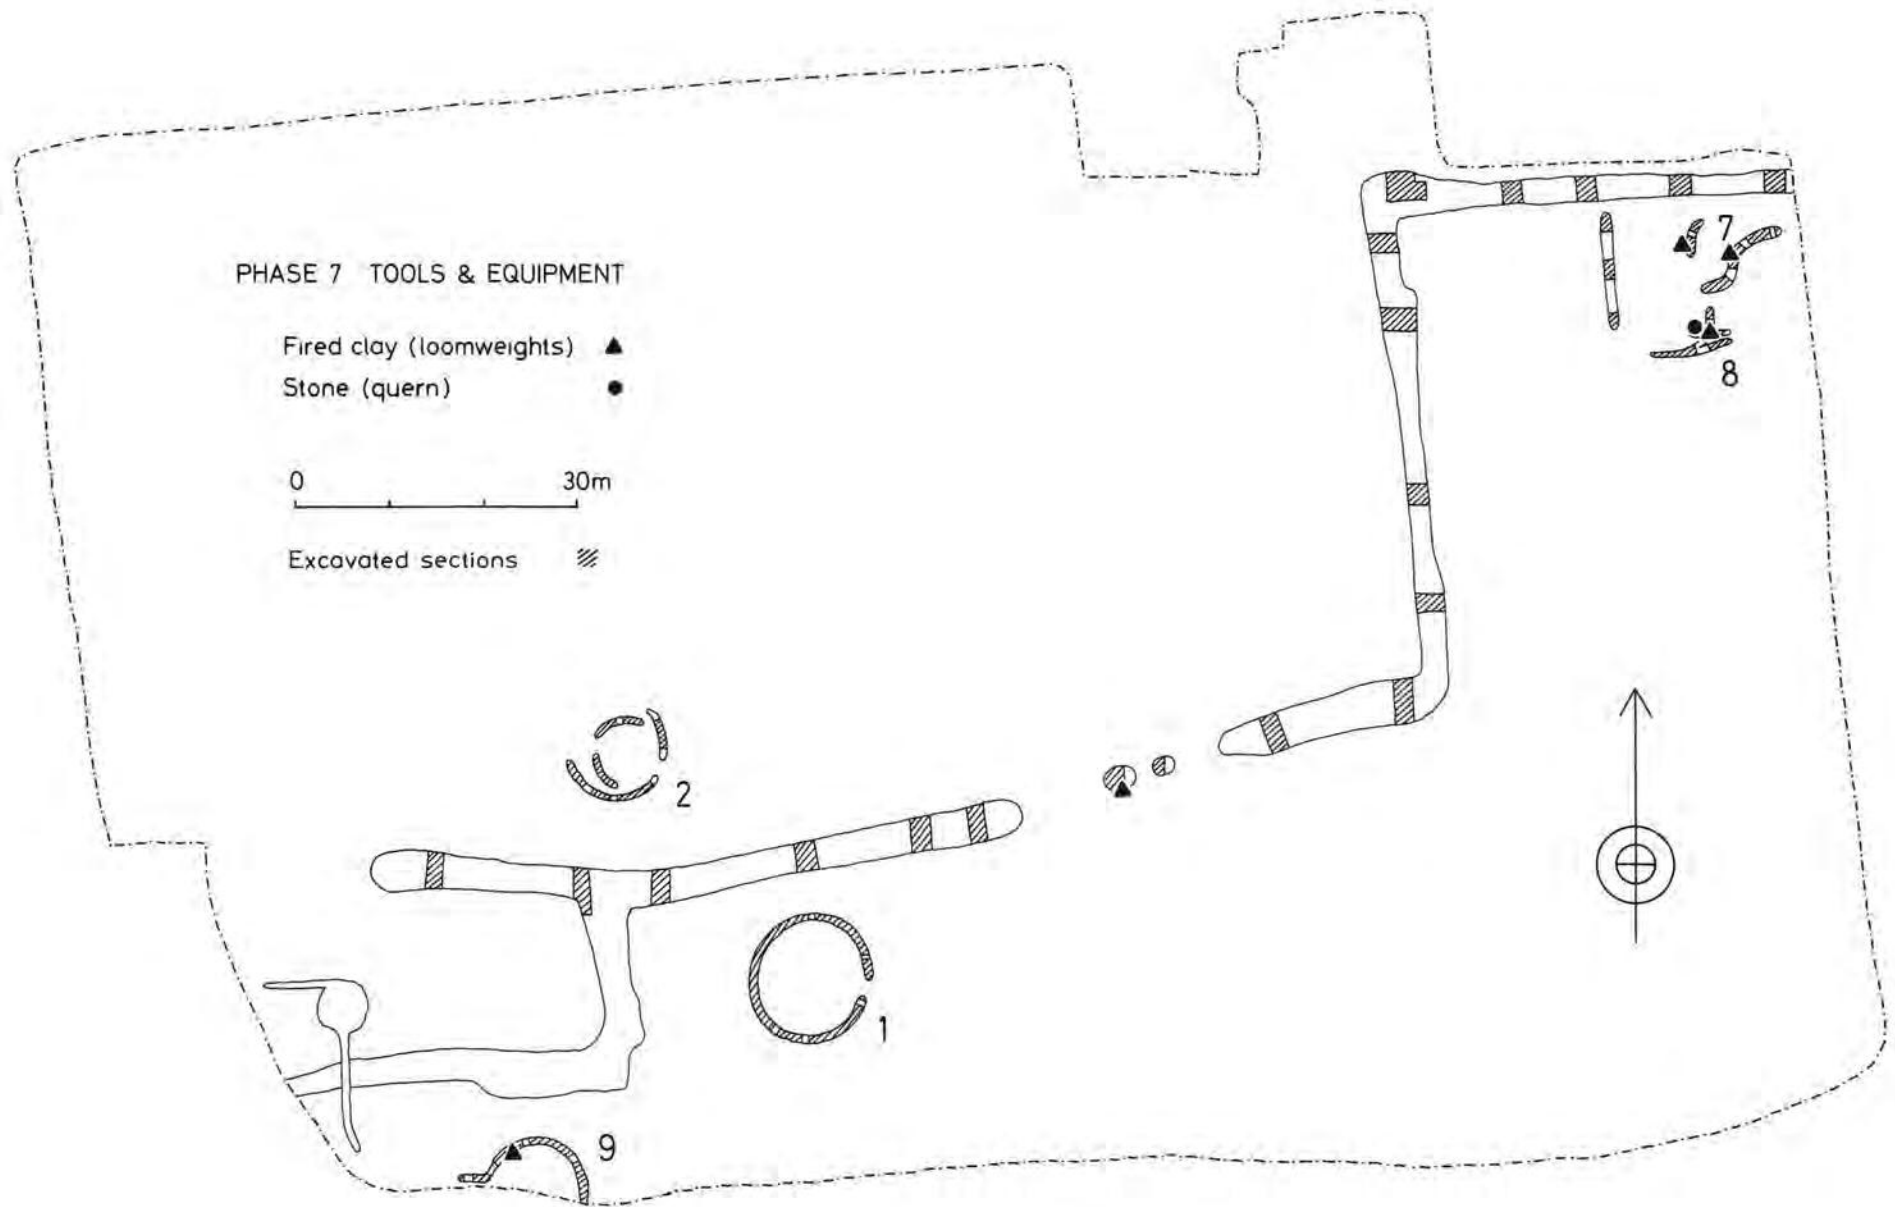 PHASE 7 TOOLS & EQUIPMENT
Fired clay (loomweights)
Stone (quern)
0 30m
Excavated sections
7
8
2
1
9